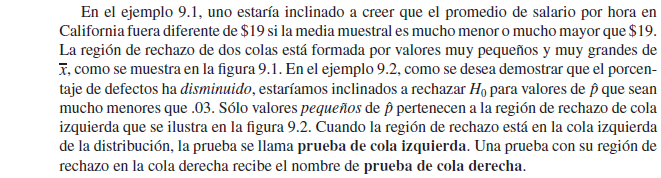 En el ejemplo 9.1, uno estaría inclinado a creer que el promedio de salario por hora en
California fuera diferente de $19 si la media muestral es mucho menor o mucho mayor que $19.
La región de rechazo de dos colas está formada por valores muy pequeños y muy grandes de
x̅, como se muestra en la figura 9.1. En el ejemplo 9.2, como se desea demostrar que el porcen-
taje de defectos ha disminuido, estaríamos inclinados a rechazar H₀ para valores de p̂ que sean
mucho menores que .03. Sólo valores pequeños de p̂ pertenecen a la región de rechazo de cola
izquierda que se ilustra en la figura 9.2. Cuando la región de rechazo está en la cola izquierda
de la distribución, la prueba se llama prueba de cola izquierda. Una prueba con su región de
rechazo en la cola derecha recibe el nombre de prueba de cola derecha.